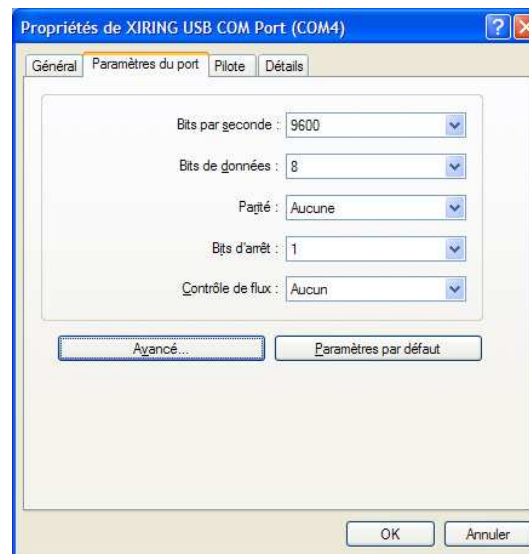 Propriétés de XIRING USB COM Port (COM4)
Général Paramètres du port Pilote Détails
Bits par seconde : 9600
Bits de données : 8
Parité : Aucune
Bits d'arrêt : 1
Contrôle de flux : Aucun
Avancé... Paramètres par défaut
OK Annuler